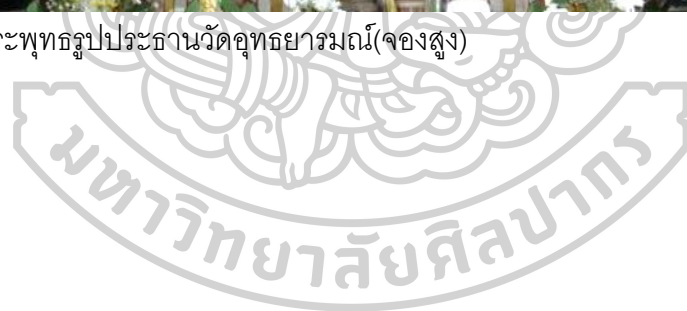 ะพุทธรูปประธานวัดอุทธยารมณ์(จองสูง)
มหาวิทยาลัยศิลปากร